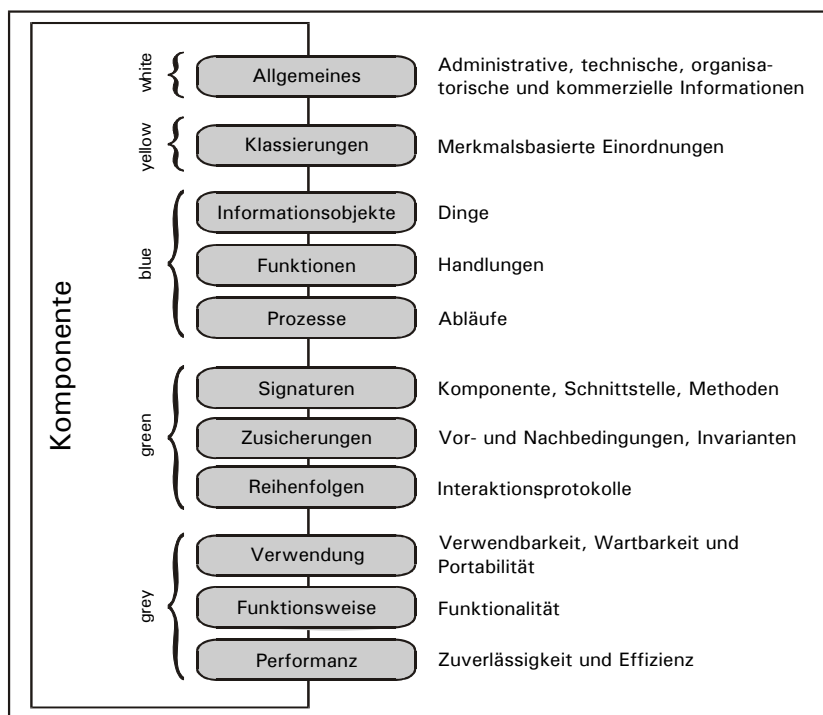 Komponente
white
Allgemeines
Administrative, technische, organisa-
torische und kommerzielle Informationen
yellow
Klassierungen
Merkmalsbasierte Einordnungen
blue
Informationsobjekte
Dinge
Funktionen
Handlungen
Prozesse
Abläufe
green
Signaturen
Komponente, Schnittstelle, Methoden
Zusicherungen
Vor- und Nachbedingungen, Invarianten
Reihenfolgen
Interaktionsprotokolle
grey
Verwendung
Verwendbarkeit, Wartbarkeit und
Portabilität
Funktionsweise
Funktionalität
Performanz
Zuverlässigkeit und Effizienz